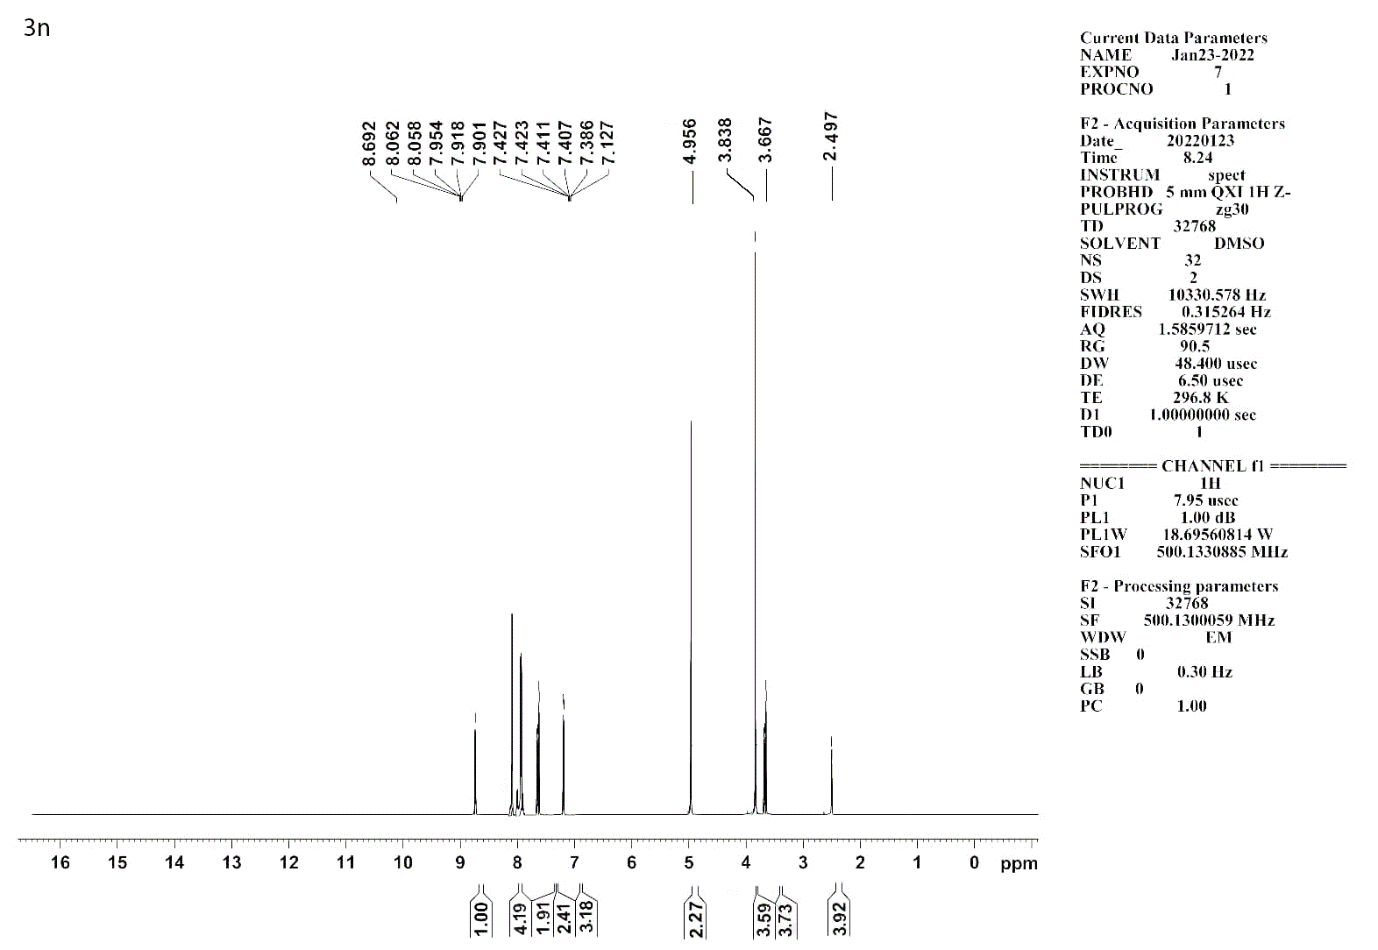 3n
8.692
8.062
8.058
7.954
7.918
7.901
7.427
7.423
7.411
7.407
7.386
7.127
4.956
3.838
3.667
2.497
16 15 14 13 12 11 10 9 8 7 6 5 4 3 2 1 0 ppm
1.00
4.19
1.91
2.41
3.18
2.27
3.59
3.73
3.92
Current Data Parameters
NAME Jan23-2022
EXPNO 7
PROCNO 1
F2 - Acquisition Parameters
Date_ 20220123
Time 8.24
INSTRUM spect
PROBHD 5 mm QXI 1H Z-
PULPROG zg30
TD 32768
SOLVENT DMSO
NS 32
DS 2
SWH 10330.578 Hz
FIDRES 0.315264 Hz
AQ 1.5859712 sec
RG 90.5
DW 48.400 usec
DE 6.50 usec
TE 296.8 K
D1 1.00000000 sec
TD0 1
======== CHANNEL f1 ========
NUC1 1H
P1 7.95 usec
PL1 1.00 dB
PL1W 18.69560814 W
SFO1 500.1330885 MHz
F2 - Processing parameters
SI 32768
SF 500.1300059 MHz
WDW EM
SSB 0
LB 0.30 Hz
GB 0
PC 1.00